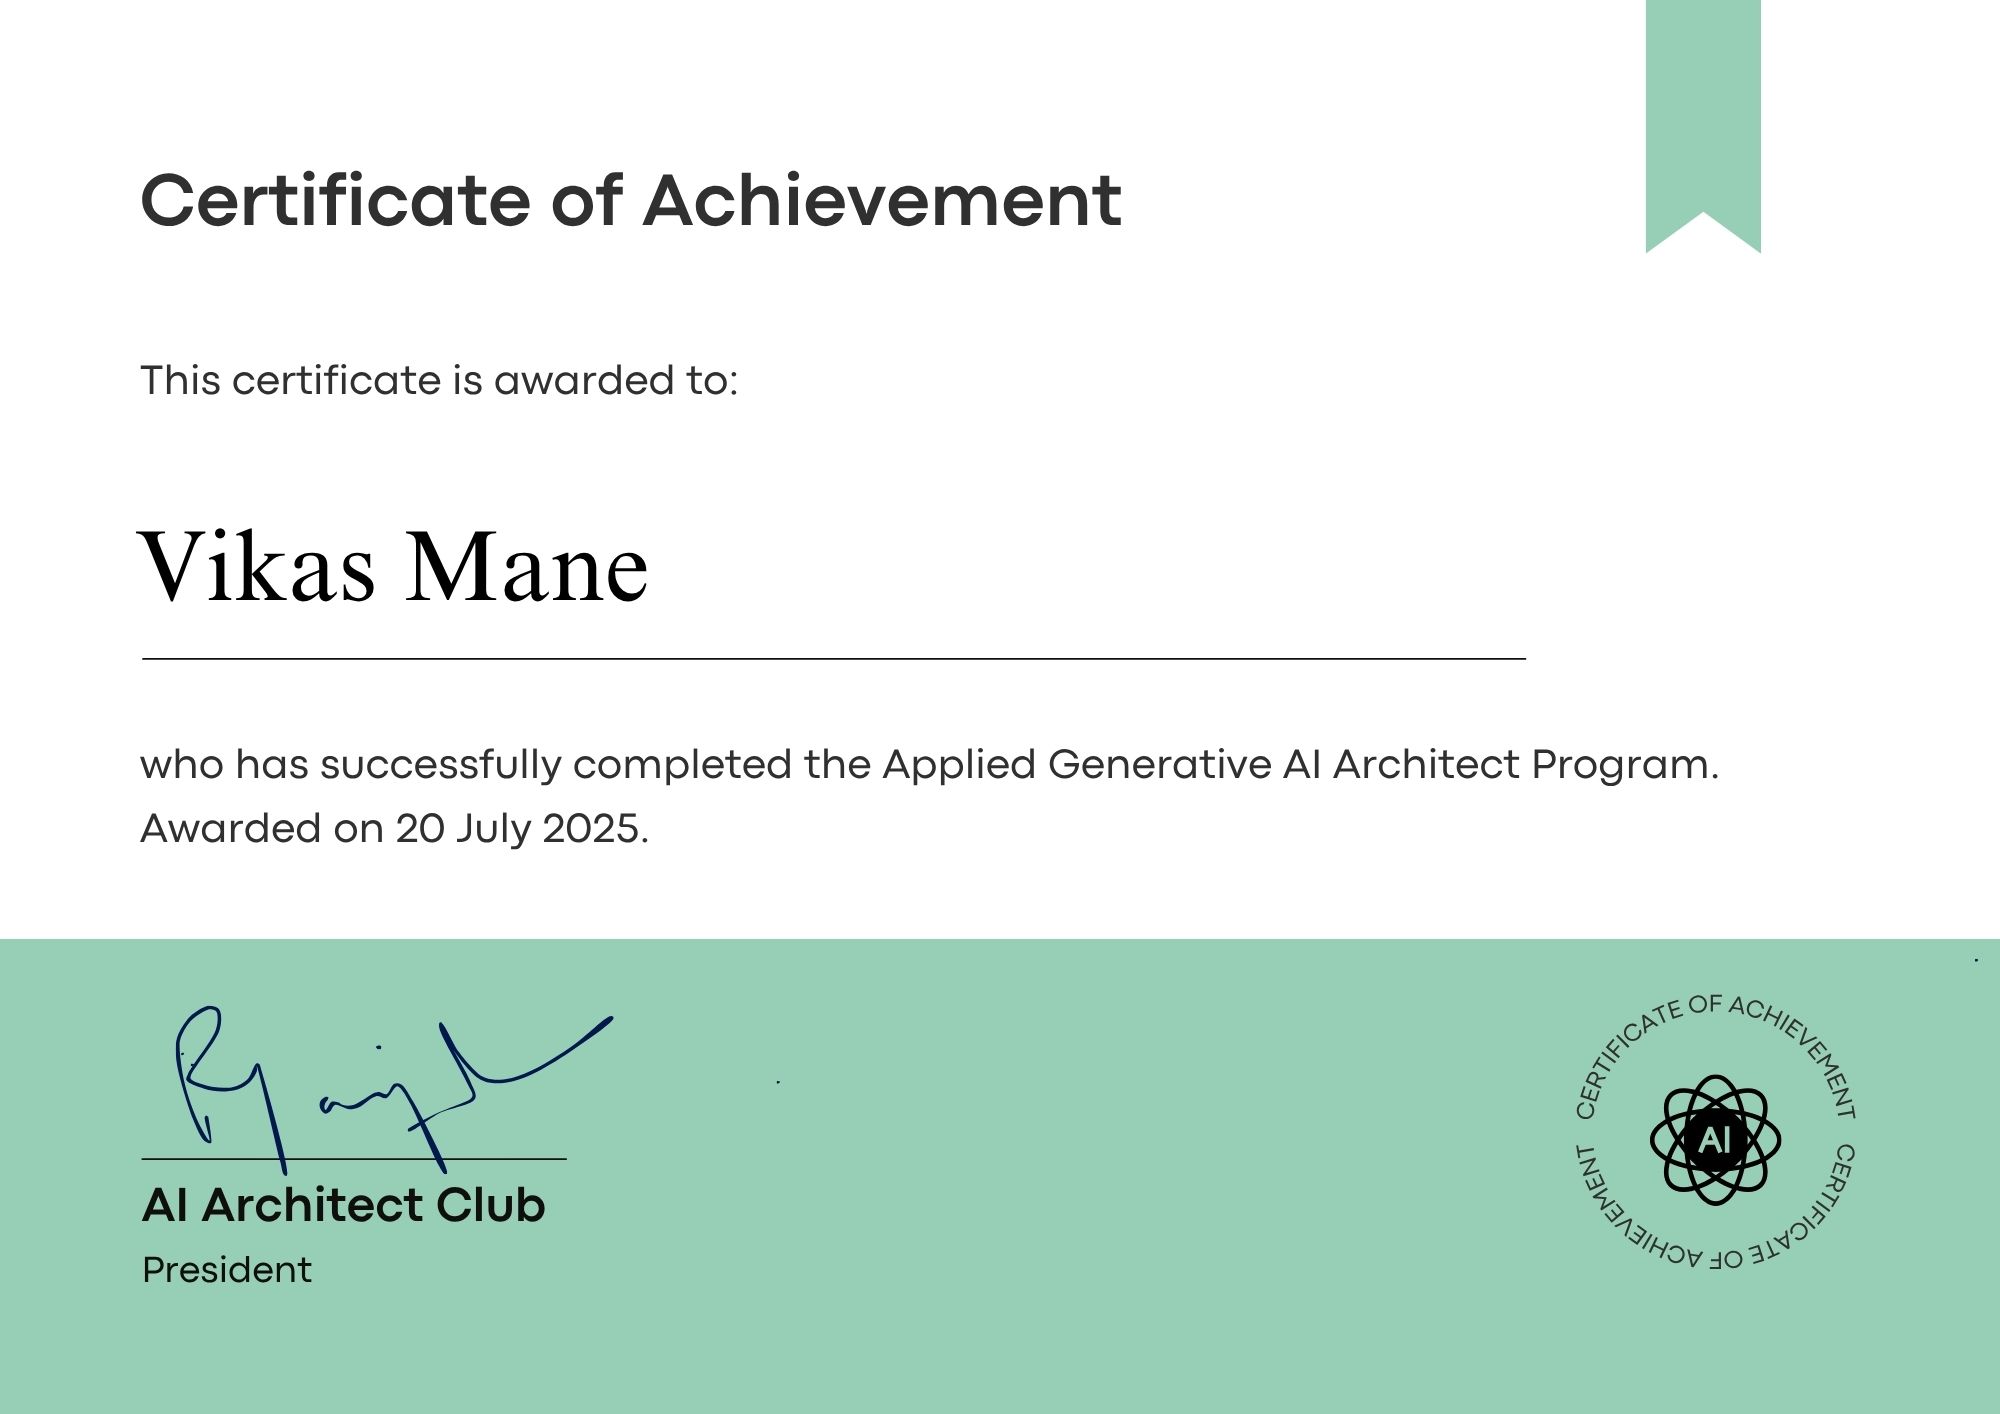 Certificate of Achievement
This certificate is awarded to:
Vikas Mane
who has successfully completed the Applied Generative AI Architect Program.
Awarded on 20 July 2025.
AI Architect Club
President
CERTIFICATE OF ACHIEVEMENT
CERTIFICATE OF ACHIEVEMENT
AI